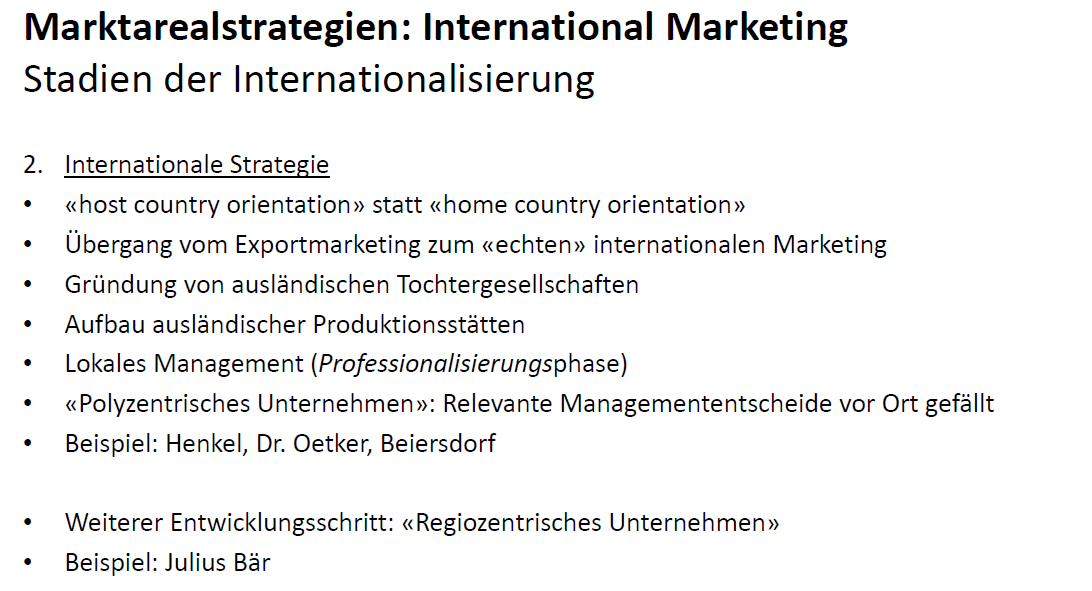 Marktarealstrategien: International Marketing
Stadien der Internationalisierung
2. Internationale Strategie
• «host country orientation» statt «home country orientation»
• Übergang vom Exportmarketing zum «echten» internationalen Marketing
• Gründung von ausländischen Tochtergesellschaften
• Aufbau ausländischer Produktionsstätten
• Lokales Management (Professionalisierungsphase)
• «Polyzentrisches Unternehmen»: Relevante Managemententscheide vor Ort gefällt
• Beispiel: Henkel, Dr. Oetker, Beiersdorf
• Weiterer Entwicklungsschritt: «Regiozentrisches Unternehmen»
• Beispiel: Julius Bär